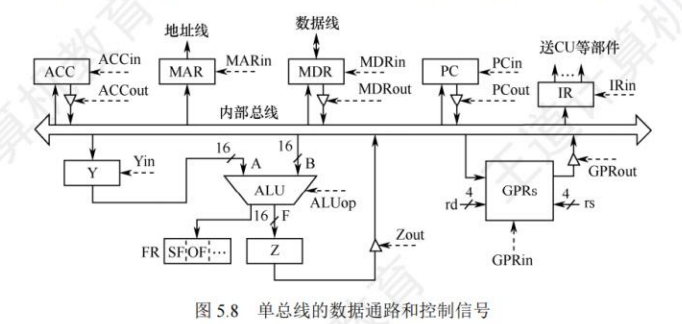 地址线
数据线
送CU等部件
ACC
ACCin
ACCout
MAR
MARin
MDR
MDRin
MDRout
PC
PCin
PCout
…
IR
IRin
内部总线
Y
Yin
16
A
16
B
ALU
ALUop
16
F
FR
SF
OF
…
Z
Zout
GPRs
GPRout
4
rd
4
rs
GPRin
图 5.8 单总线的数据通路和控制信号